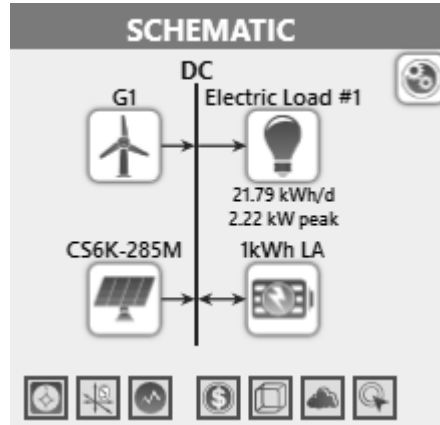 SCHEMATIC
DC
G1
Electric Load #1
21.79 kWh/d
2.22 kW peak
CS6K-285M
1kWh LA